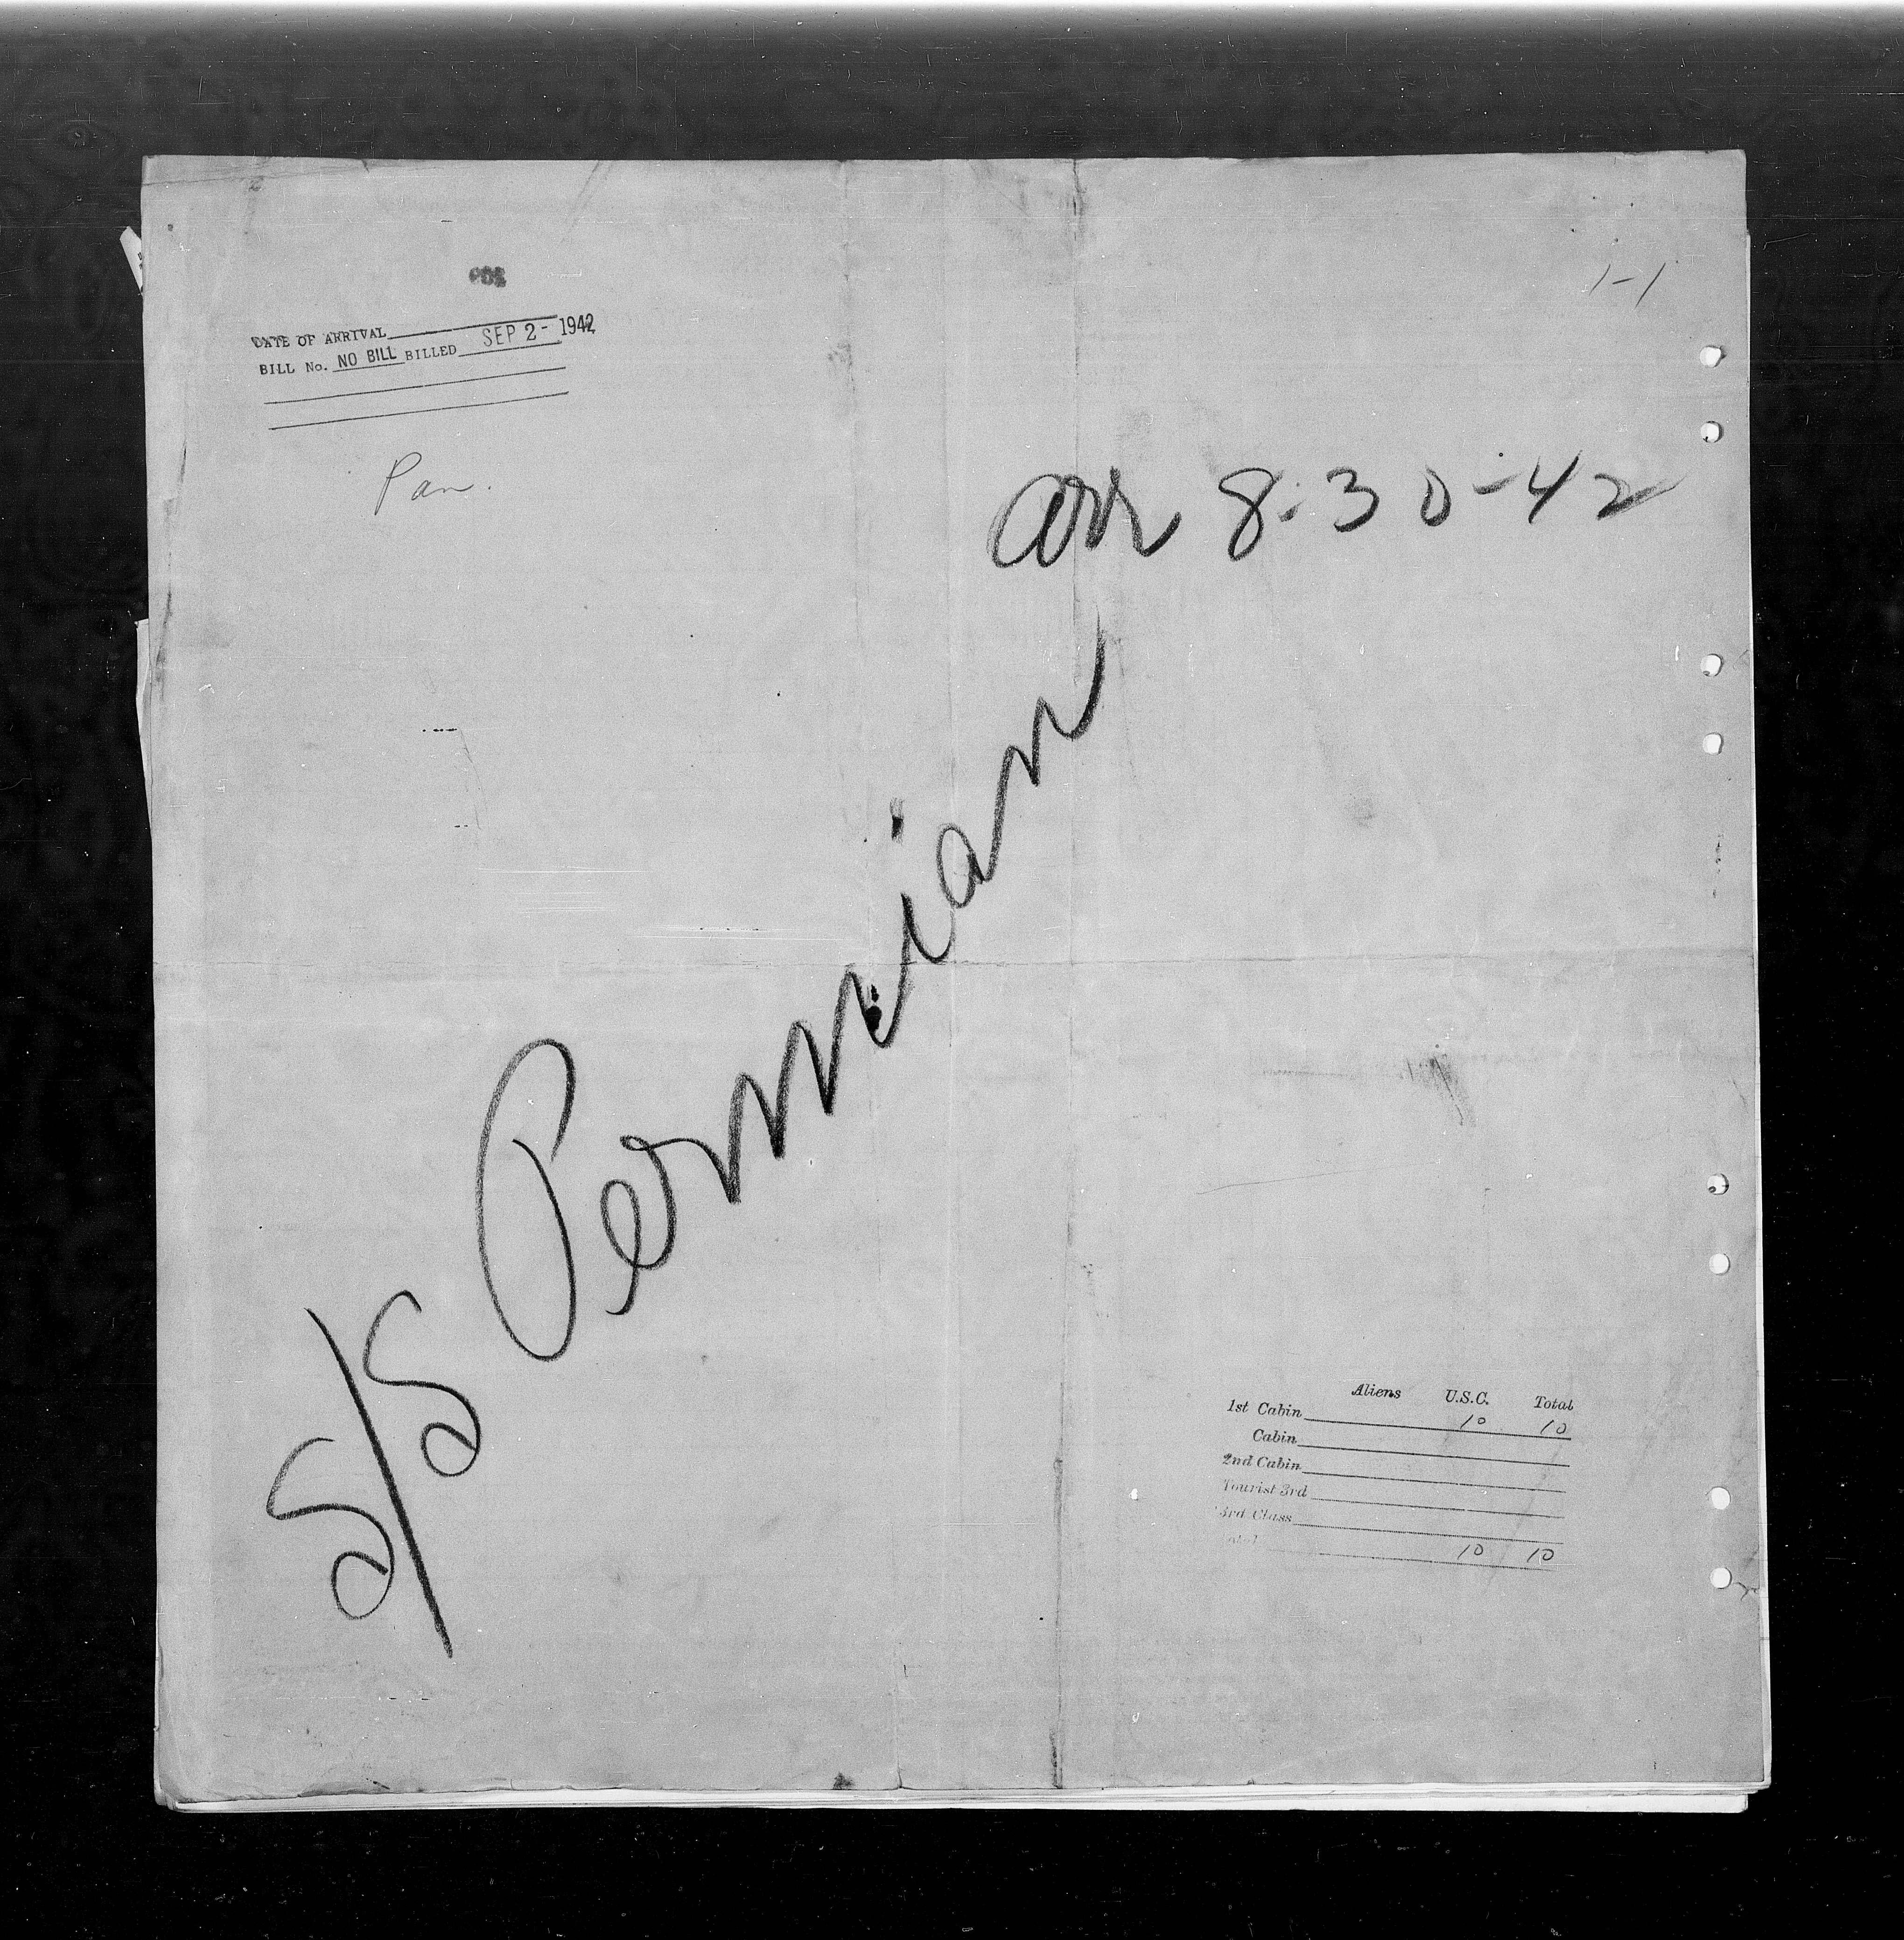 1-1
DATE OF ARRIVAL
BILL No. NO BILL BILLED SEP 2 - 1942
Pan.
arr 8-30-42
S/S Permian
Aliens U.S.C. Total
1st Cabin 10 10
Cabin
2nd Cabin
Tourist 3rd
3rd Class
otal 10 10